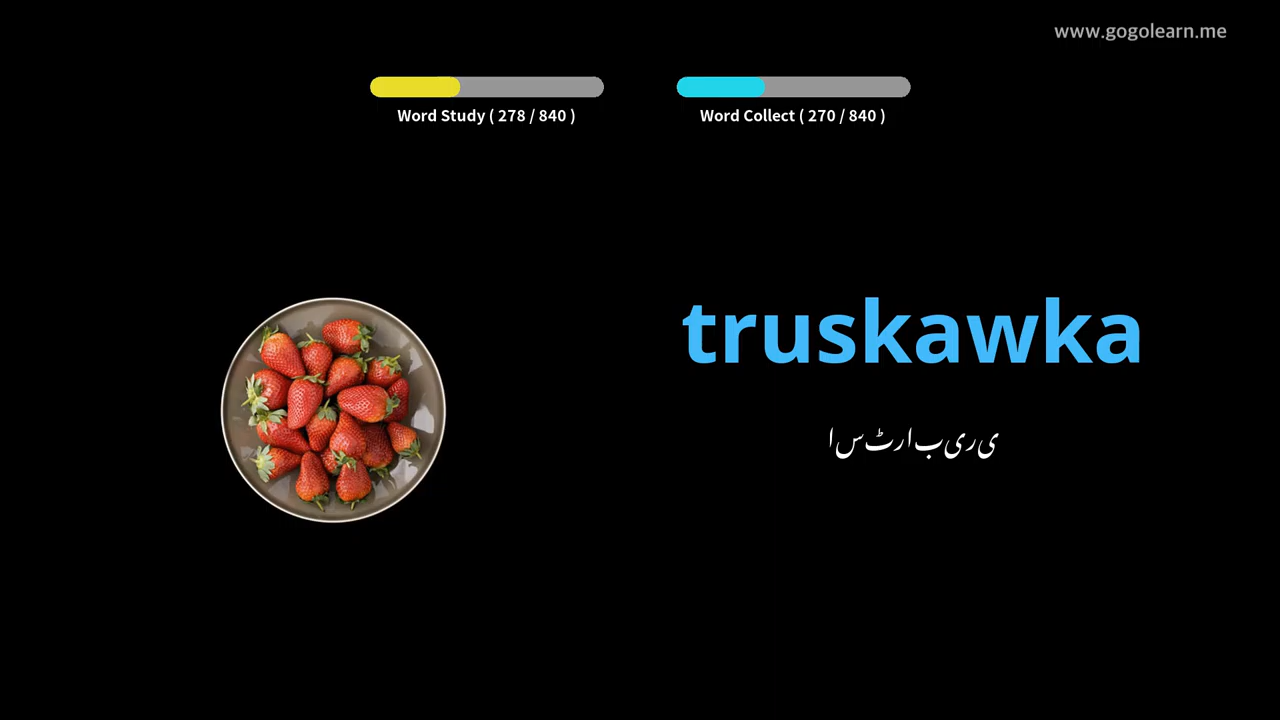 www.gogolearn.me
Word Study ( 278 / 840 )
Word Collect ( 270 / 840 )
truskawka
اسٹرابیری